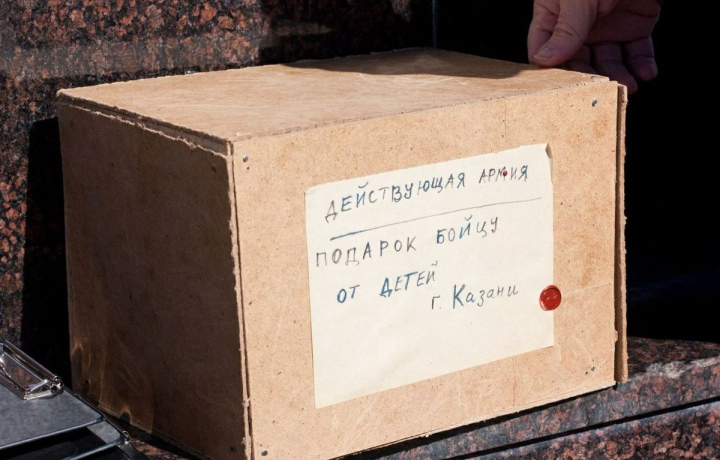 ДЕЙСТВУЮЩАЯ АРМИЯ
ПОДАРОК БОЙЦУ
ОТ ДЕТЕЙ
г. Казани